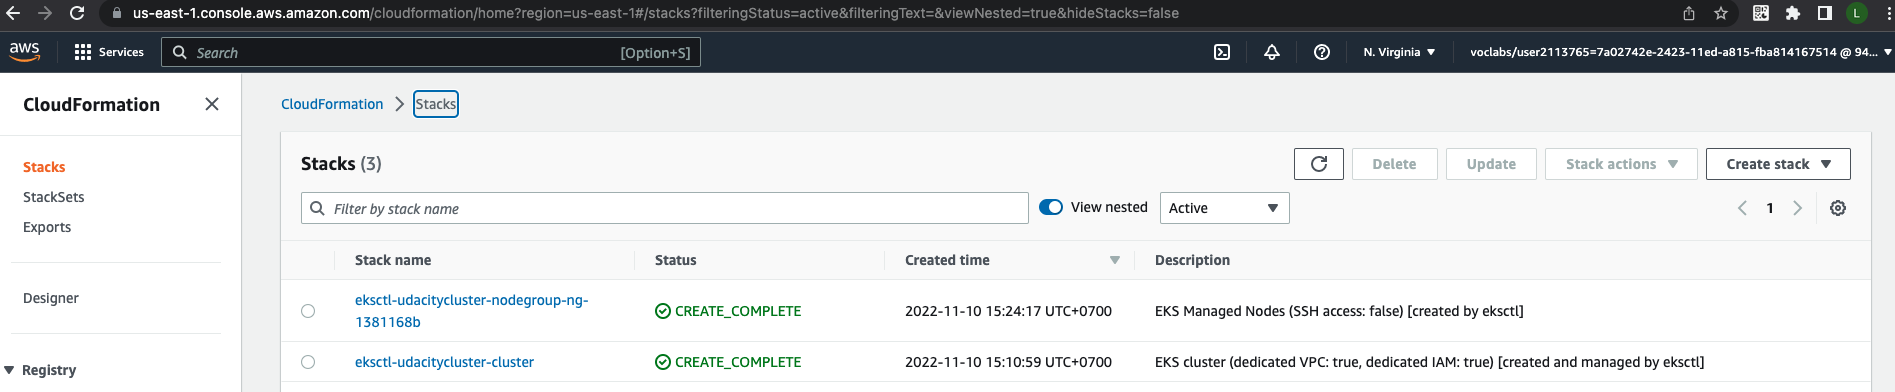 us-east-1.console.aws.amazon.com/cloudformation/home?region=us-east-1#/stacks?filteringStatus=active&filteringText=&viewNested=true&hideStacks=false
L
aws
Services
Search
[Option+S]
N. Virginia
voclabs/user2113765=7a02742e-2423-11ed-a815-fba814167514 @ 94...
CloudFormation
Stacks
StackSets
Exports
Designer
Registry
CloudFormation
Stacks
Stacks (3)
Delete
Update
Stack actions
Create stack
Filter by stack name
View nested
Active
1
Stack name
Status
Created time
Description
eksctl-udacitycluster-nodegroup-ng-
1381168b
CREATE_COMPLETE
2022-11-10 15:24:17 UTC+0700
EKS Managed Nodes (SSH access: false) [created by eksctl]
eksctl-udacitycluster-cluster
CREATE_COMPLETE
2022-11-10 15:10:59 UTC+0700
EKS cluster (dedicated VPC: true, dedicated IAM: true) [created and managed by eksctl]